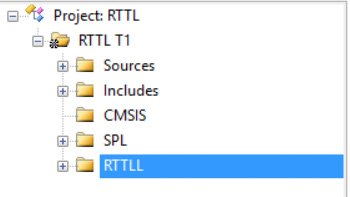 Project: RTTL
RTTL T1
Sources
Includes
CMSIS
SPL
RTTLL